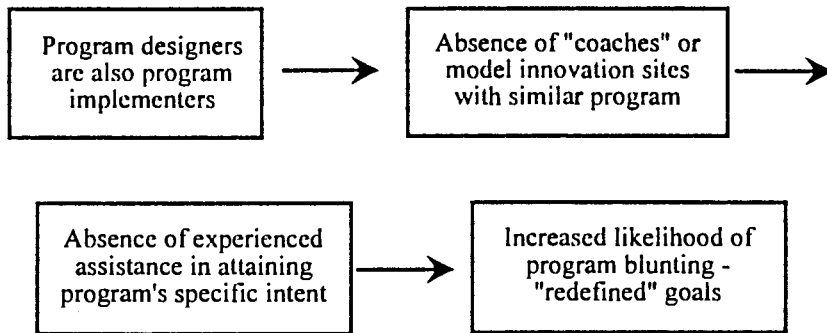 Program designers
are also program
implementers
Absence of "coaches" or
model innovation sites
with similar program
Absence of experienced
assistance in attaining
program's specific intent
Increased likelihood of
program blunting -
"redefined" goals